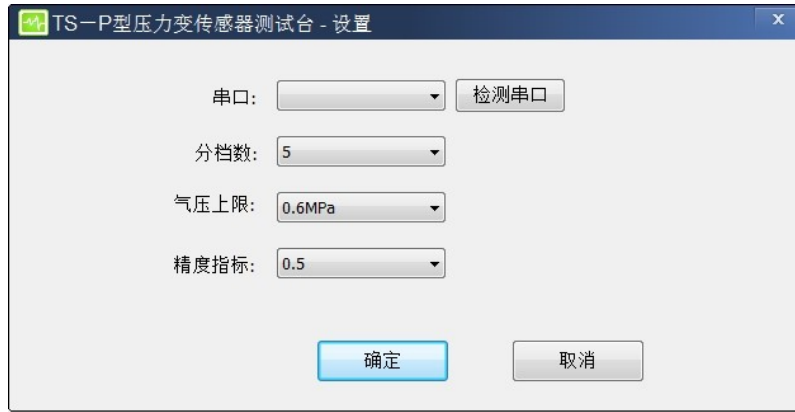 TS－P型压力变传感器测试台 - 设置 x
串口: 检测串口
分档数: 5
气压上限: 0.6MPa
精度指标: 0.5
确定 取消